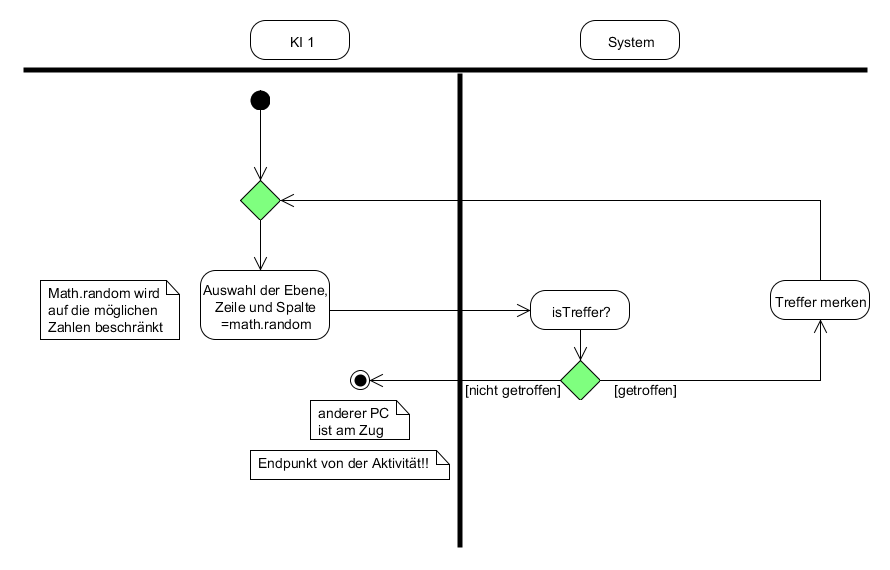 KI 1
System
Math.random wird
auf die möglichen
Zahlen beschränkt
Auswahl der Ebene,
Zeile und Spalte
=math.random
isTreffer?
Treffer merken
[nicht getroffen]
[getroffen]
anderer PC
ist am Zug
Endpunkt von der Aktivität!!